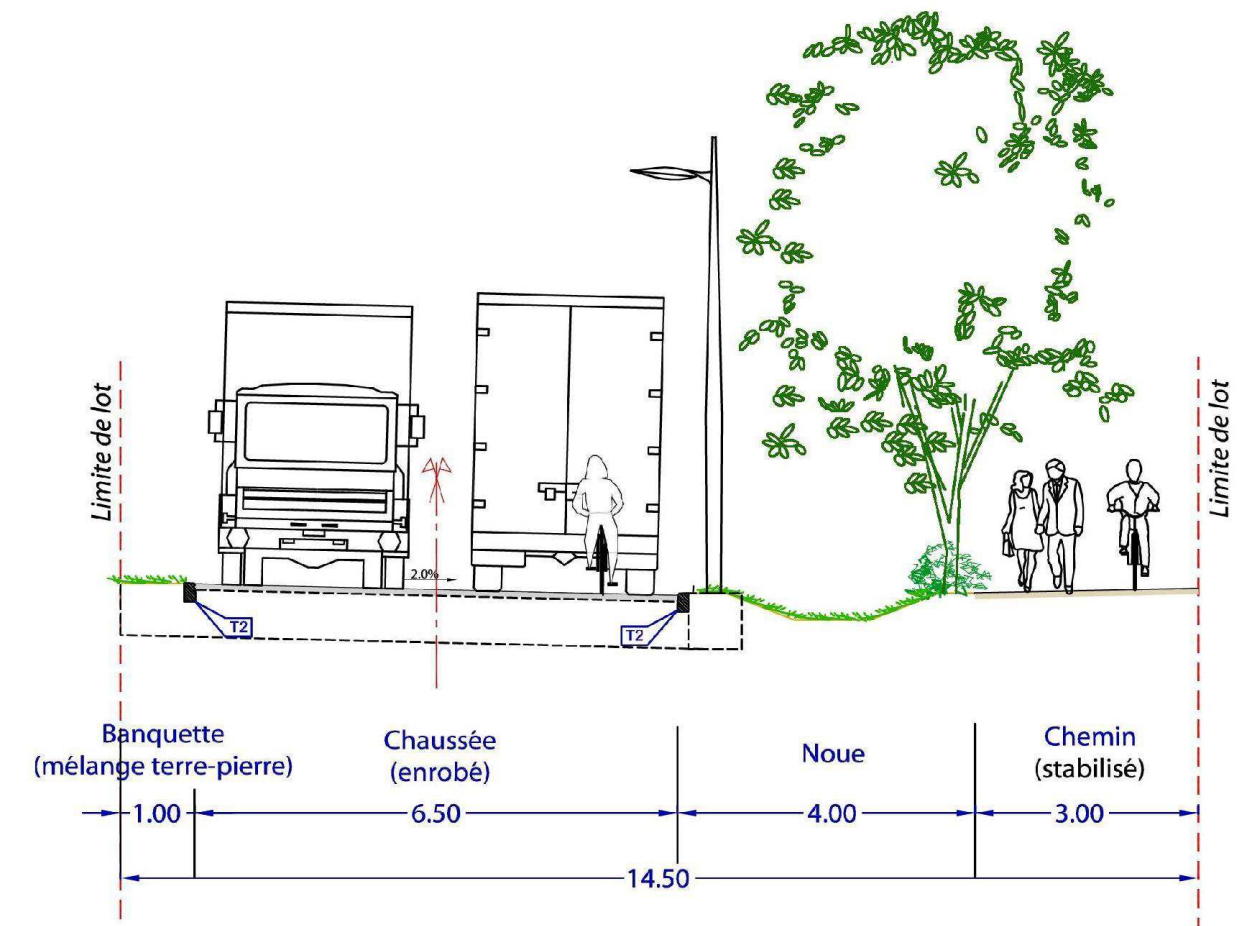 Limite de lot
Limite de lot
2.0%
T2
T2
Banquette
(mélange terre-pierre)
Chaussée
(enrobé)
Noue
Chemin
(stabilisé)
1.00
6.50
4.00
3.00
14.50